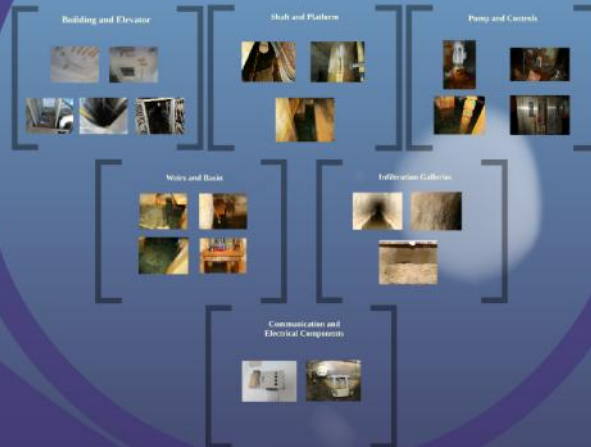 Building and Elevator
Shaft and Platform
Pump and Controls
Weirs and Basin
Infiltration Galleries
Communication and
Electrical Components